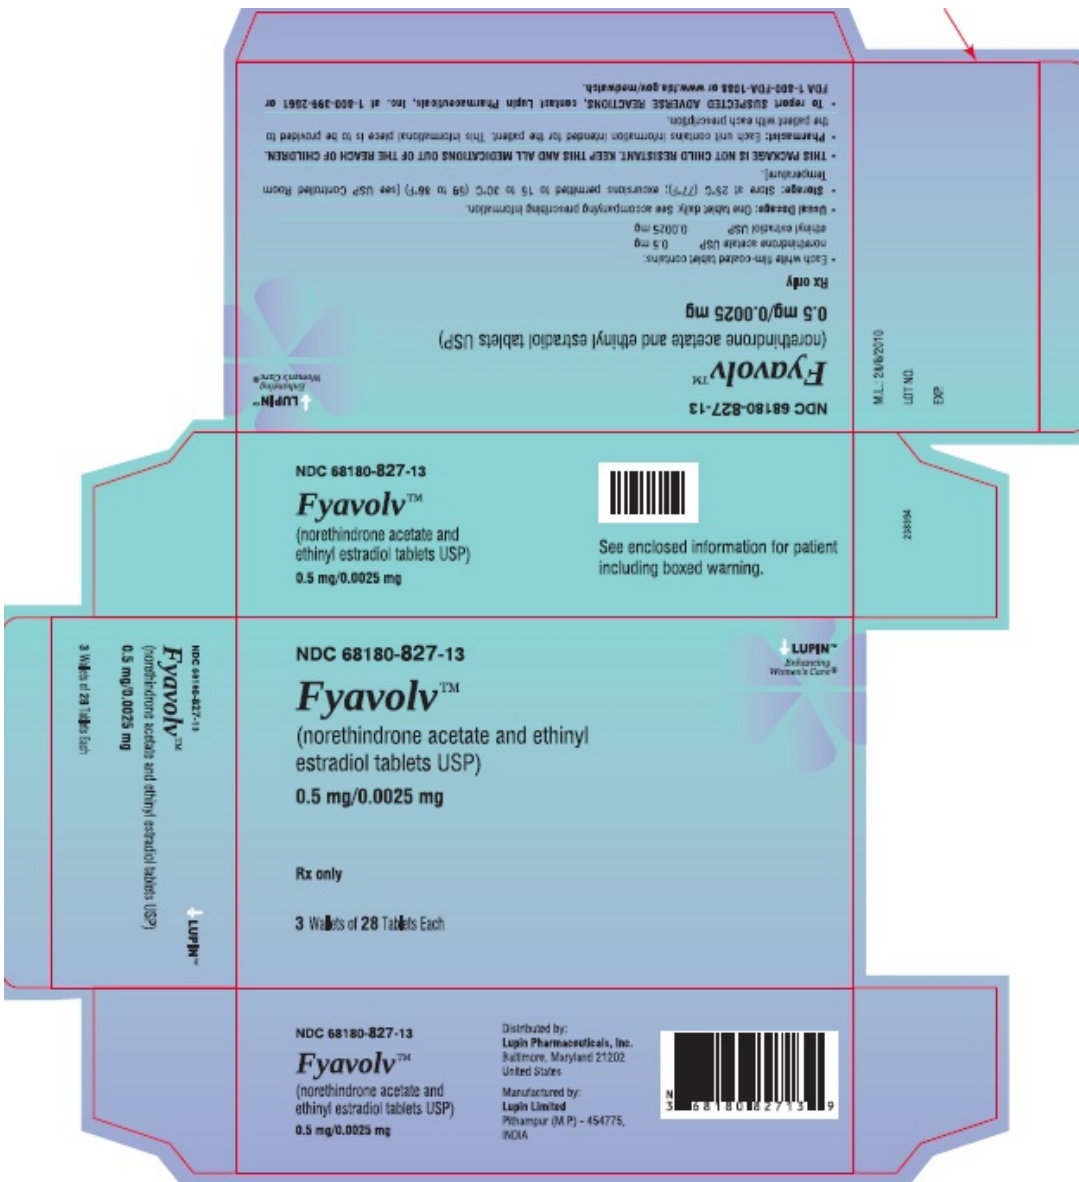 NDC 68180-827-13
Fyavolv™
(norethindrone acetate and ethinyl estradiol tablets USP)
0.5 mg/0.0025 mg
Rx only
• Each white film-coated tablet contains:
norethindrone acetate USP 0.5 mg
ethinyl estradiol USP 0.0025 mg
• Usual Dosage: One tablet daily. See accompanying prescribing information.
• Storage: Store at 25°C (77°F); excursions permitted to 15 to 30°C (59 to 86°F) [see USP Controlled Room
Temperature].
• THIS PACKAGE IS NOT CHILD RESISTANT. KEEP THIS AND ALL MEDICATIONS OUT OF THE REACH OF CHILDREN.
• Pharmacist: Each unit contains information intended for the patient. This informational piece is to be provided to
the patient with each prescription.
• To report SUSPECTED ADVERSE REACTIONS, contact Lupin Pharmaceuticals, Inc. at 1-800-399-2561 or
FDA 1-800-FDA-1088 or www.fda.gov/medwatch.
LUPIN™
Enhancing
Women's Care®
M.L.: 28/6/2010
LOT NO.
EXP.
NDC 68180-827-13
Fyavolv™
(norethindrone acetate and
ethinyl estradiol tablets USP)
0.5 mg/0.0025 mg
See enclosed information for patient
including boxed warning.
NDC 68180-827-13
Fyavolv™
(norethindrone acetate and ethinyl estradiol tablets USP)
0.5 mg/0.0025 mg
3 Wallets of 28 Tablets Each
LUPIN™
NDC 68180-827-13
Fyavolv™
(norethindrone acetate and ethinyl
estradiol tablets USP)
0.5 mg/0.0025 mg
Rx only
3 Wallets of 28 Tablets Each
LUPIN™
Enhancing
Women's Care®
NDC 68180-827-13
Fyavolv™
(norethindrone acetate and
ethinyl estradiol tablets USP)
0.5 mg/0.0025 mg
Distributed by:
Lupin Pharmaceuticals, Inc.
Baltimore, Maryland 21202
United States
Manufactured by:
Lupin Limited
Pithampur (M.P.) - 454775,
INDIA
N
3 68180 82713 9